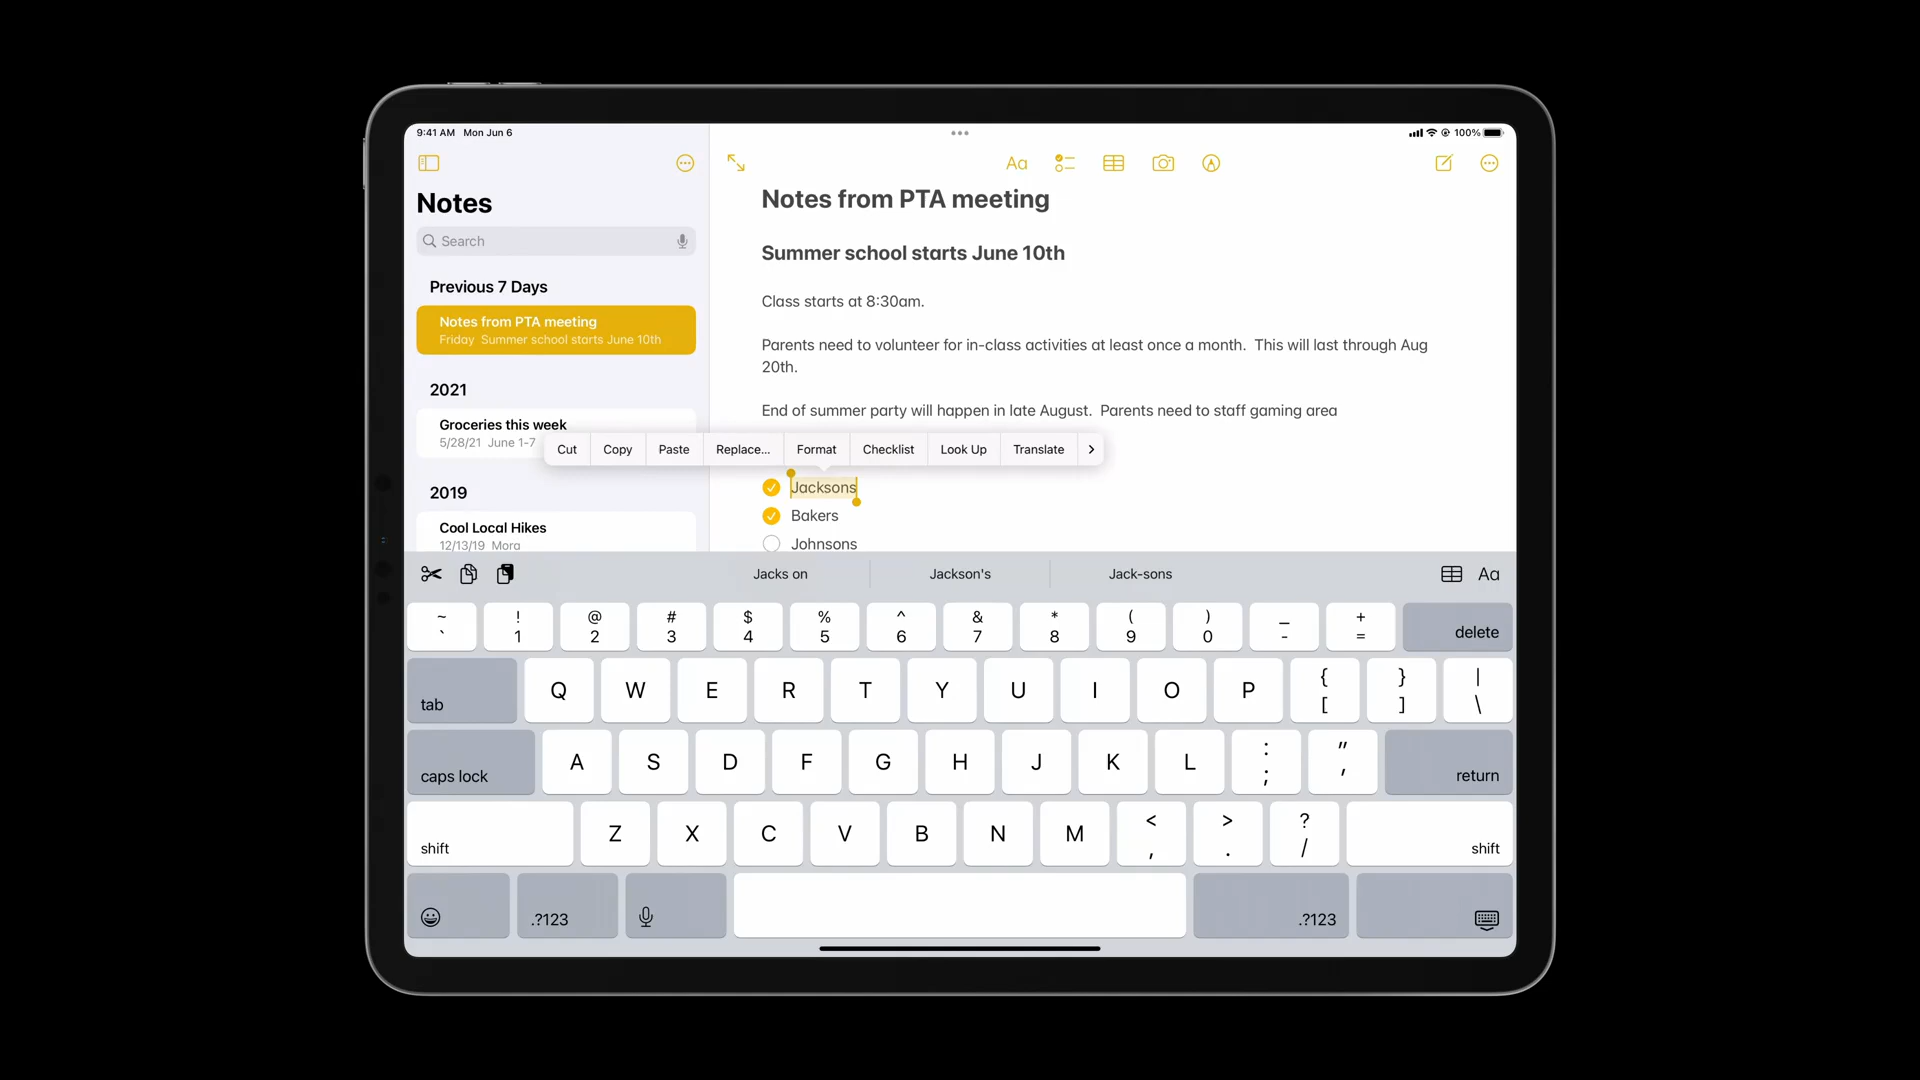 9:41 AM Mon Jun 6
100%
Notes
Search
Previous 7 Days
Notes from PTA meeting
Friday Summer school starts June 10th
2021
Groceries this week
5/28/21 June 1-7
2019
Cool Local Hikes
12/13/19 Mora
Aa
Notes from PTA meeting
Summer school starts June 10th
Class starts at 8:30am.
Parents need to volunteer for in-class activities at least once a month. This will last through Aug
20th.
End of summer party will happen in late August. Parents need to staff gaming area
Cut Copy Paste Replace... Format Checklist Look Up Translate >
Jacksons
Bakers
Johnsons
Jacks on Jackson's Jack-sons Aa
~ ! @ # $ % ^ & * ( ) _ +
` 1 2 3 4 5 6 7 8 9 0 - = delete
tab Q W E R T Y U I O P { [ } ] | \
caps lock A S D F G H J K L : ; " ' return
shift Z X C V B N M < , > . ? / shift
.?123 .?123